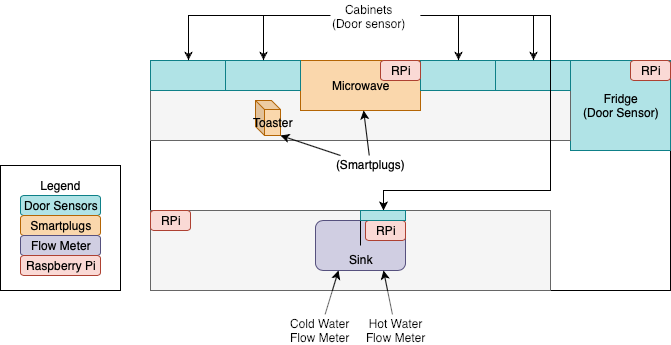 Cabinets
(Door sensor)
RPi
RPi
Microwave
Fridge
(Door Sensor)
Toaster
(Smartplugs)
Legend
Door Sensors
Smartplugs
Flow Meter
Raspberry Pi
RPi
RPi
Sink
Cold Water
Flow Meter
Hot Water
Flow Meter